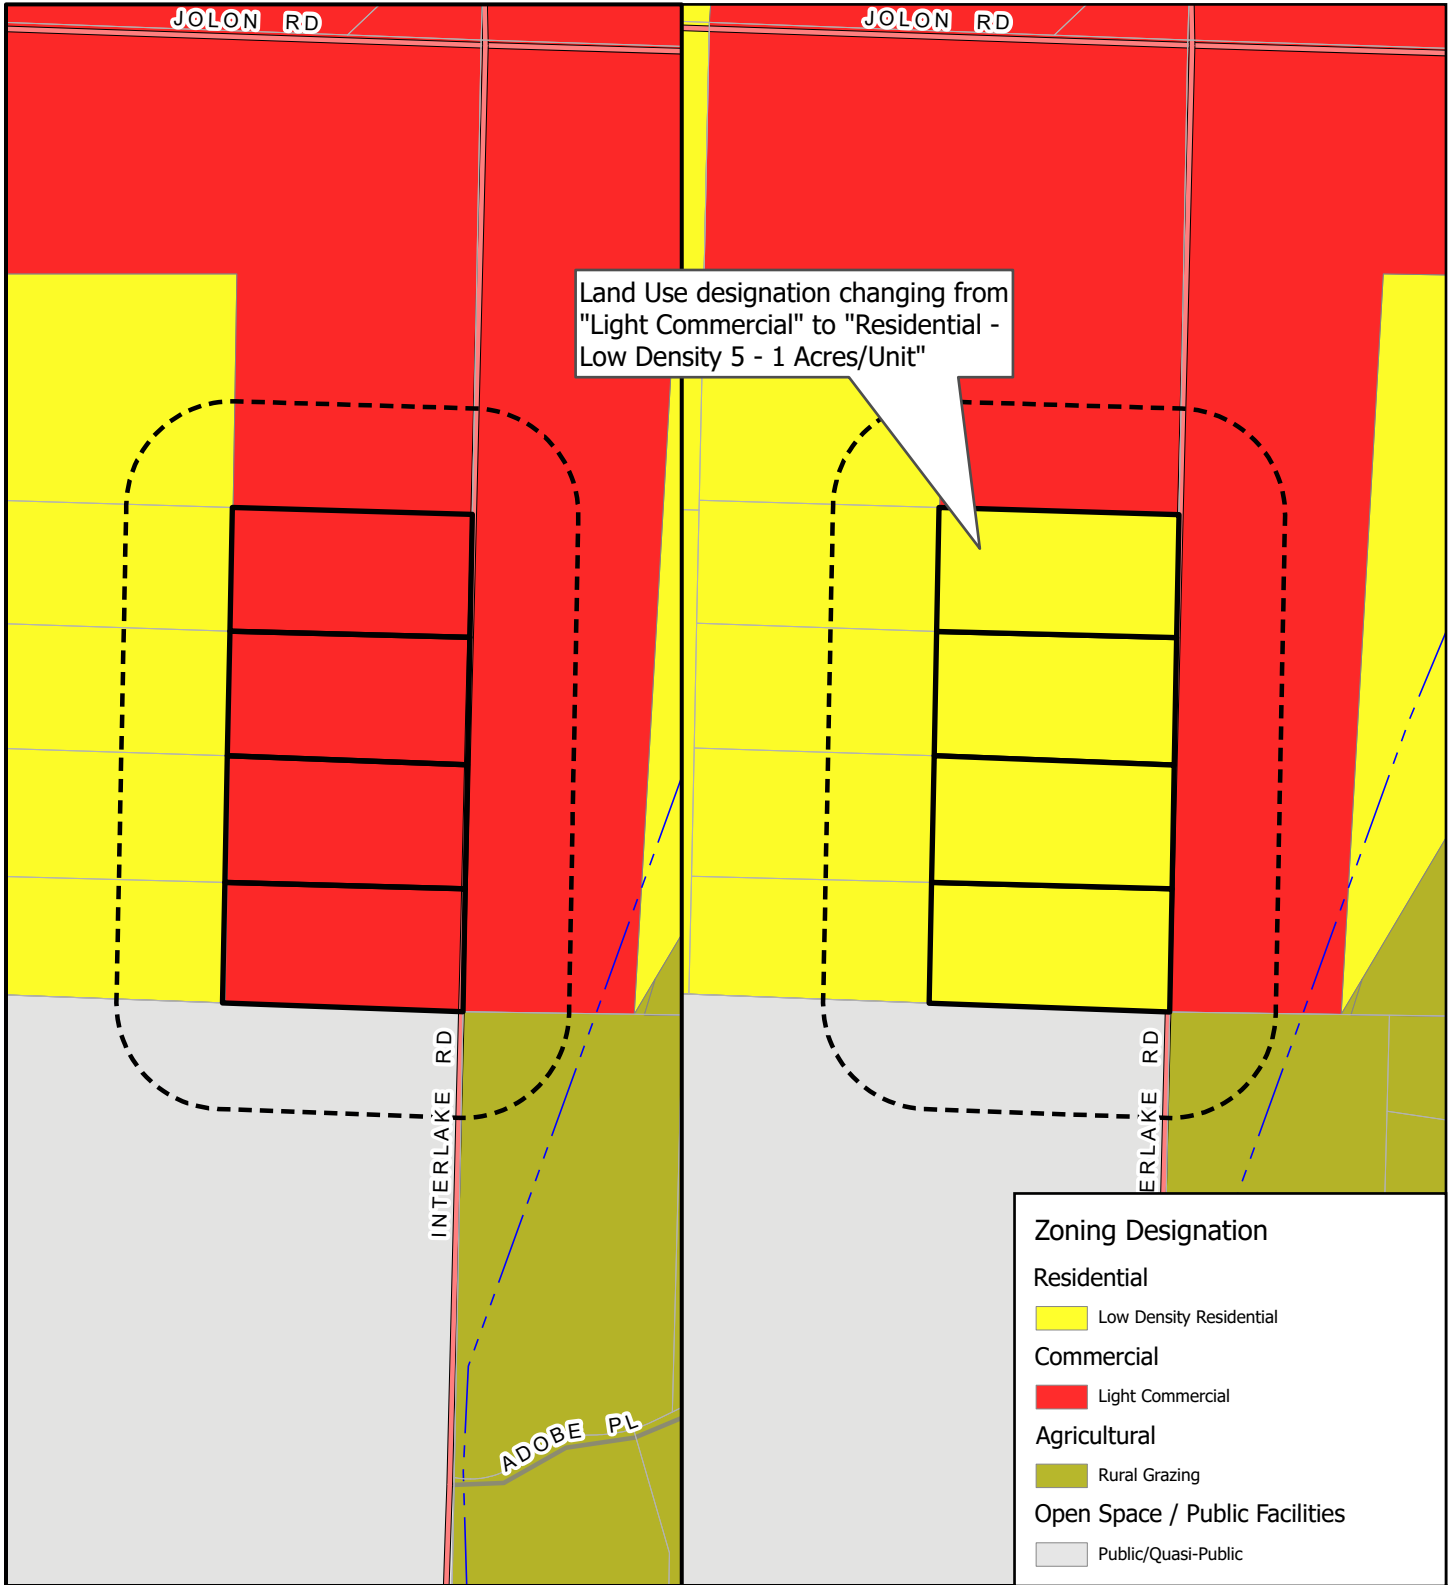 JOLON RD
JOLON RD
Land Use designation changing from
"Light Commercial" to "Residential -
Low Density 5 - 1 Acres/Unit"
INTERLAKE RD
ERLAKE RD
ADOBE PL
Zoning Designation
Residential
Low Density Residential
Commercial
Light Commercial
Agricultural
Rural Grazing
Open Space / Public Facilities
Public/Quasi-Public